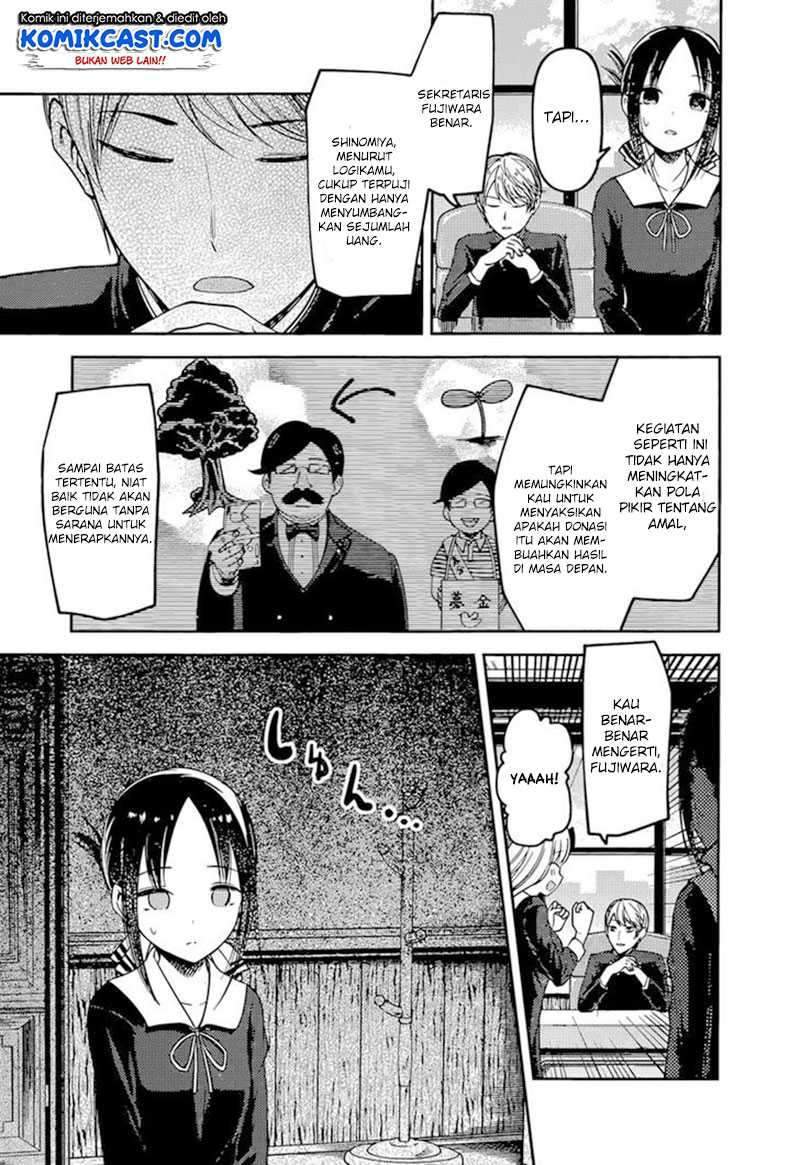 Komik ini diterjemahkan & diedit oleh
KOMIKCAST.COM
BUKAN WEB LAIN!!
TAPI...
SEKRETARIS
FUJIWARA
BENAR.
SHINOMIYA,
MENURUT
LOGIKAMU,
CUKUP TERPUJI
DENGAN HANYA
MENYUMBANG-
KAN SEJUMLAH
UANG.
KEGIATAN
SEPERTI INI
TIDAK HANYA
MENINGKAT-
KAN POLA
PIKIR TENTANG
AMAL,
TAPI
MEMUNGKINKAN
KAU UNTUK
MENYAKSIKAN
APAKAH DONASI
ITU AKAN MEM-
BUAHKAN HASIL
DI MASA DEPAN.
募金
SAMPAI BATAS
TERTENTU, NIAT
BAIK TIDAK AKAN
BERGUNA TANPA
SARANA UNTUK
MENERAPKANNYA.
KAU
BENAR-
BENAR
MENGERTI,
FUJIWARA.
YAAAH!
しゅん...